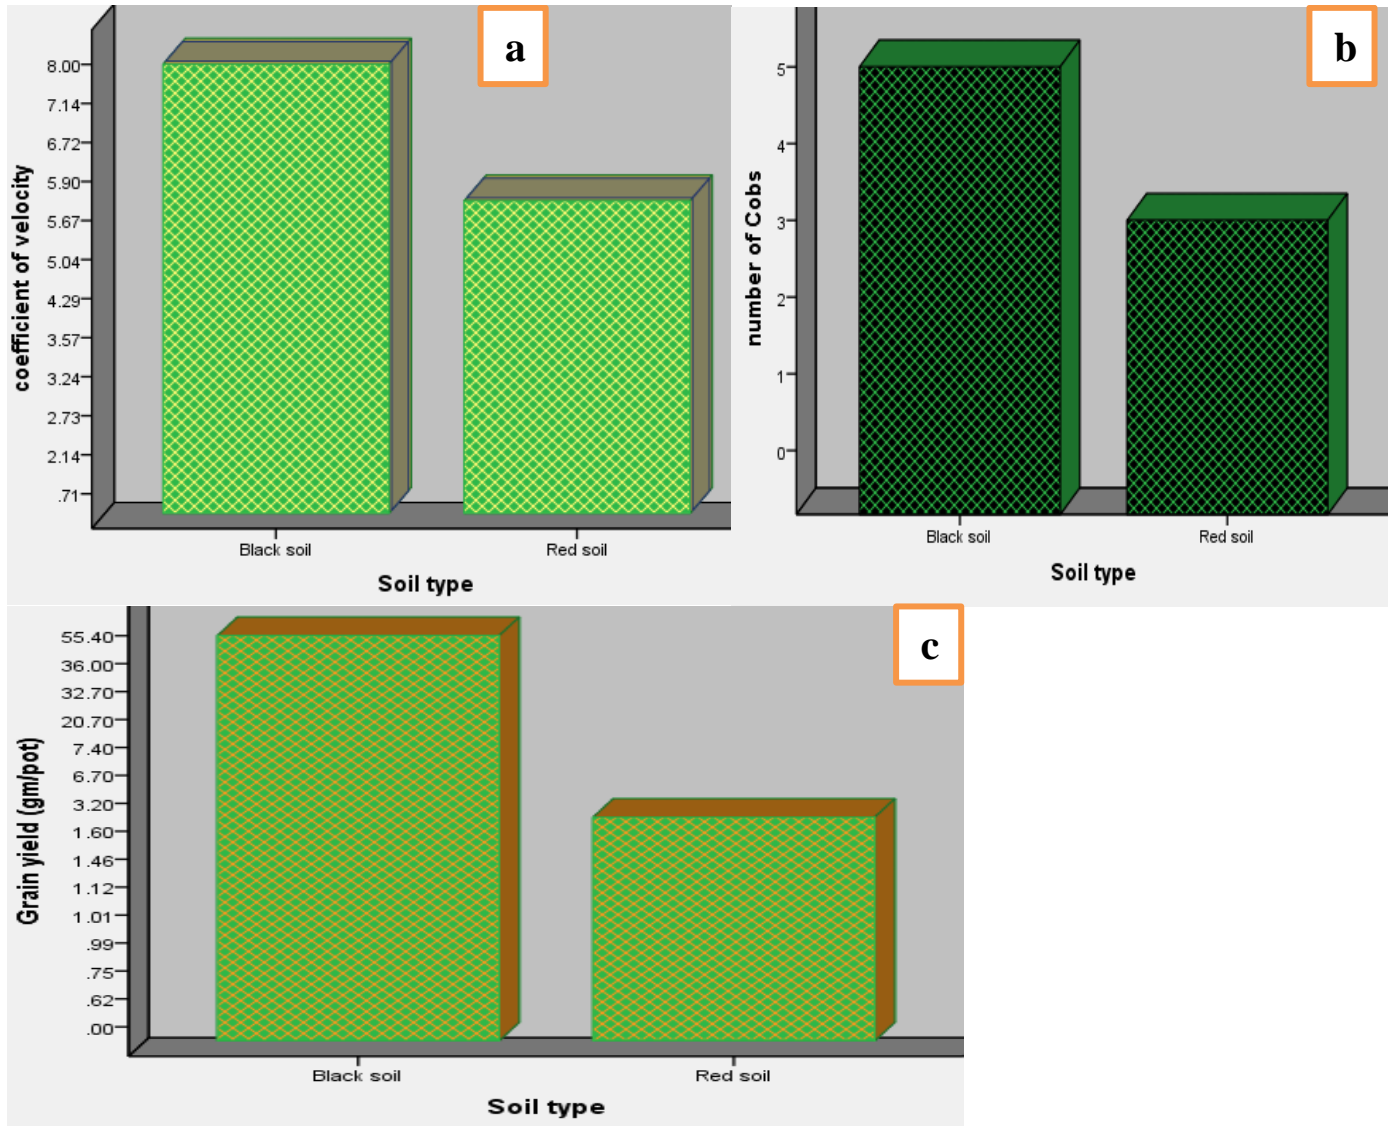 a
coefficient of velocity
8.00
7.14
6.72
5.90
5.67
5.04
4.29
3.57
3.24
2.73
2.14
.71
Black soil
Red soil
Soil type
b
number of Cobs
5
4
3
2
1
0
Black soil
Red soil
Soil type
c
Grain yield (gm/pot)
55.40
36.00
32.70
20.70
7.40
6.70
3.20
1.60
1.46
1.12
1.01
.99
.75
.62
.00
Black soil
Red soil
Soil type